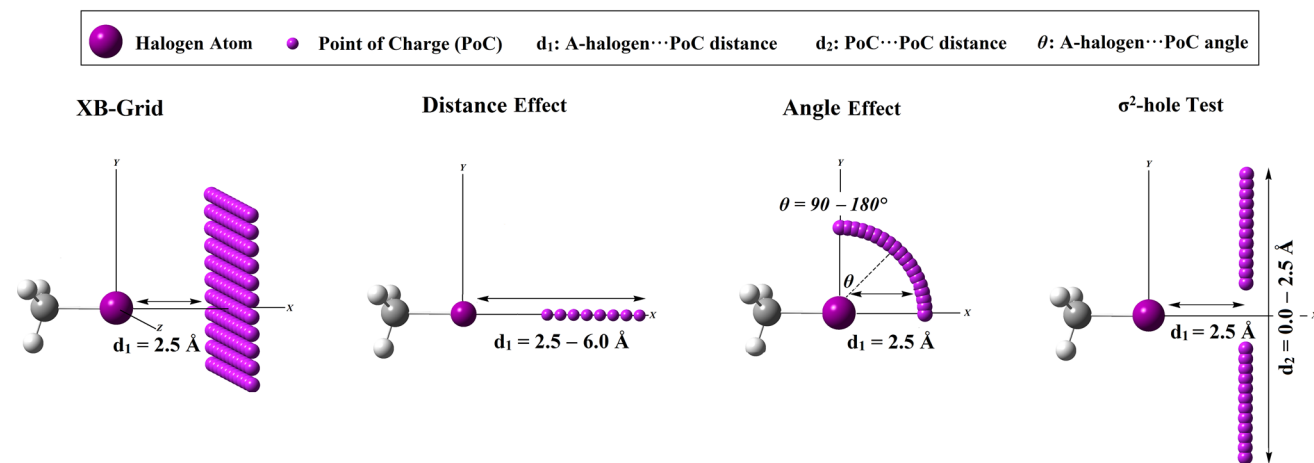 Halogen Atom Point of Charge (PoC) d₁: A-halogen···PoC distance d₂: PoC···PoC distance θ: A-halogen···PoC angle
XB-Grid
Y
X
Z
d₁ = 2.5 Å
Distance Effect
Y
X
d₁ = 2.5 – 6.0 Å
Angle Effect
Y
θ = 90 – 180°
θ
X
d₁ = 2.5 Å
σ²-hole Test
Y
d₁ = 2.5 Å
d₂ = 0.0 – 2.5 Å